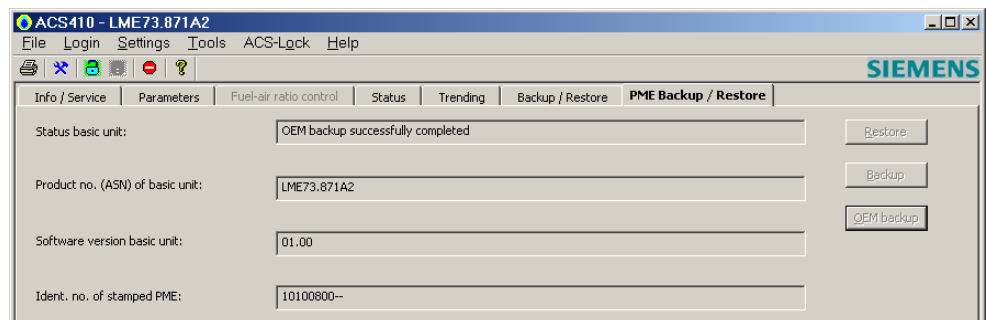 ACS410 - LME73.871A2
File Login Settings Tools ACS-Lock Help
SIEMENS
Info / Service Parameters Fuel-air ratio control Status Trending Backup / Restore PME Backup / Restore
Status basic unit: OEM backup successfully completed Restore
Product no. (ASN) of basic unit: LME73.871A2 Backup
OEM backup
Software version basic unit: 01.00
Ident. no. of stamped PME: 10100800--